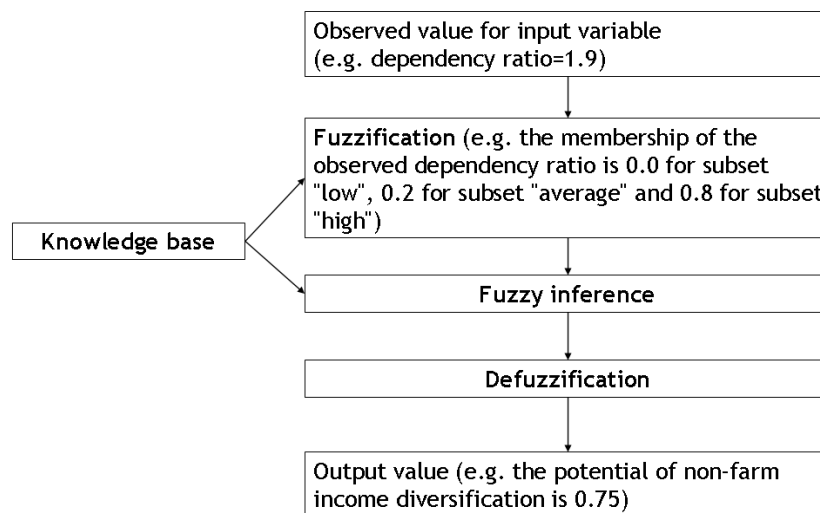 Observed value for input variable
(e.g. dependency ratio=1.9)
Fuzzification (e.g. the membership of the
observed dependency ratio is 0.0 for subset
"low", 0.2 for subset "average" and 0.8 for subset
"high")
Knowledge base
Fuzzy inference
Defuzzification
Output value (e.g. the potential of non-farm
income diversification is 0.75)